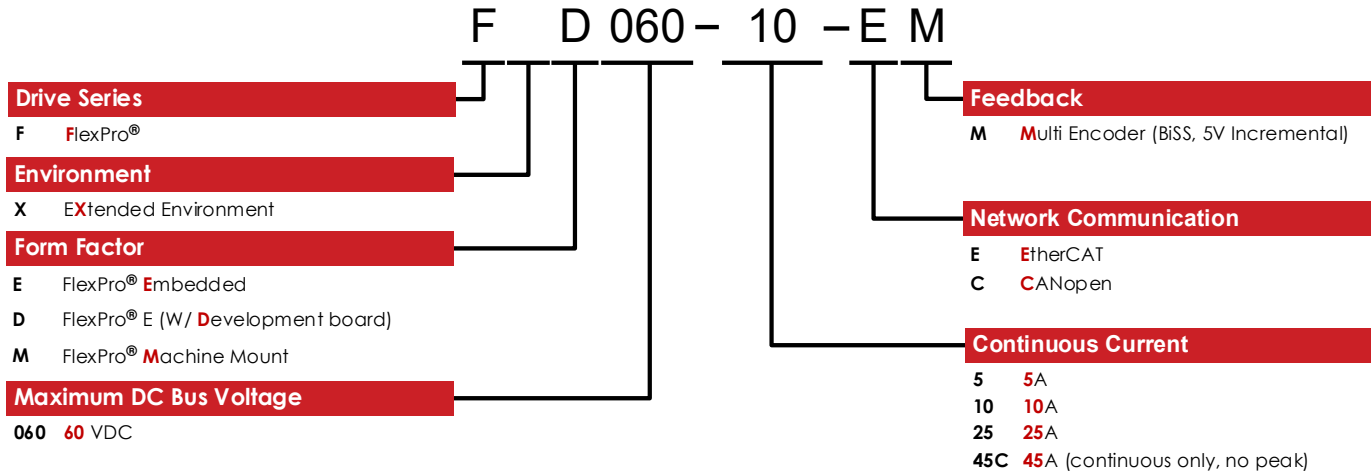 F D 060 – 10 – E M
Drive Series
F FlexPro®
Environment
X EXtended Environment
Form Factor
E FlexPro® Embedded
D FlexPro® E (W/ Development board)
M FlexPro® Machine Mount
Maximum DC Bus Voltage
060 60 VDC
Feedback
M Multi Encoder (BiSS, 5V Incremental)
Network Communication
E EtherCAT
C CANopen
Continuous Current
5 5A
10 10A
25 25A
45C 45A (continuous only, no peak)